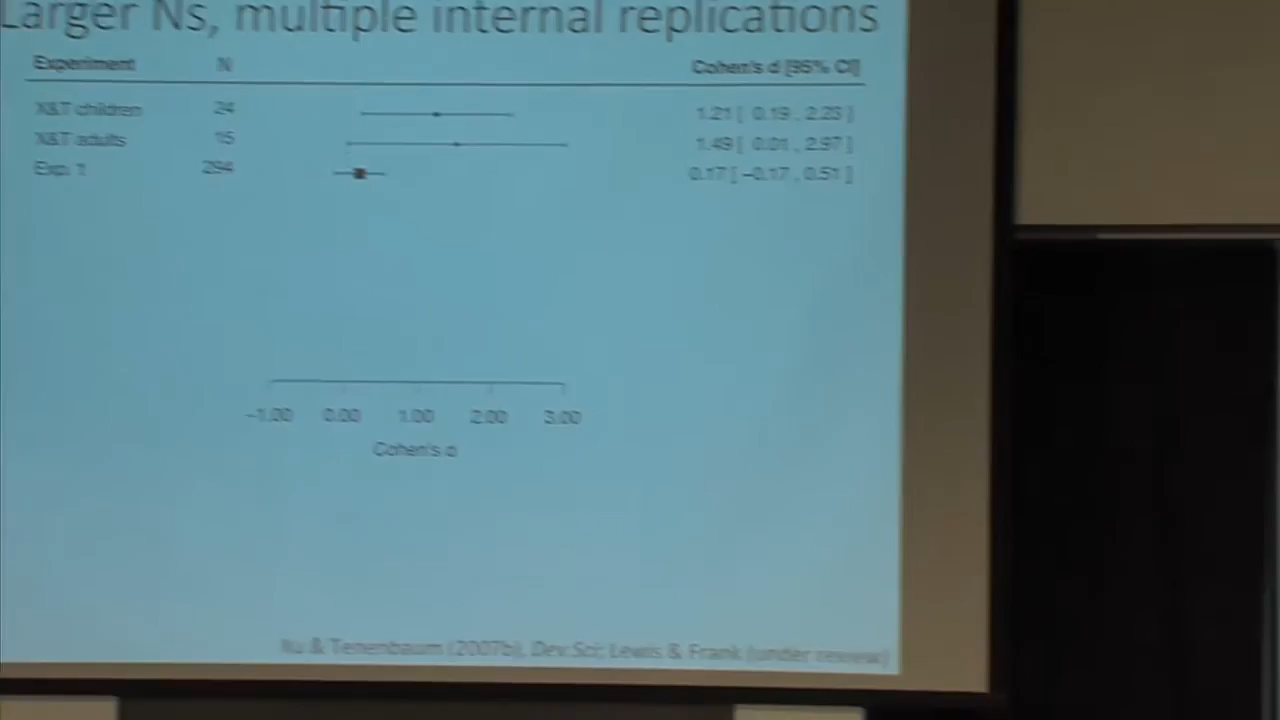 Larger Ns, multiple internal replications
Experiment N Cohen's d [95% CI]
X&T children 24 1.21 [ 0.19 , 2.23 ]
X&T adults 15 1.49 [ 0.01 , 2.97 ]
Exp. 1 294 0.17 [ −0.17 , 0.51 ]
−1.00 0.00 1.00 2.00 3.00
Cohen's d
Xu & Tenenbaum (2007b), Dev Sci; Lewis & Frank (under review)